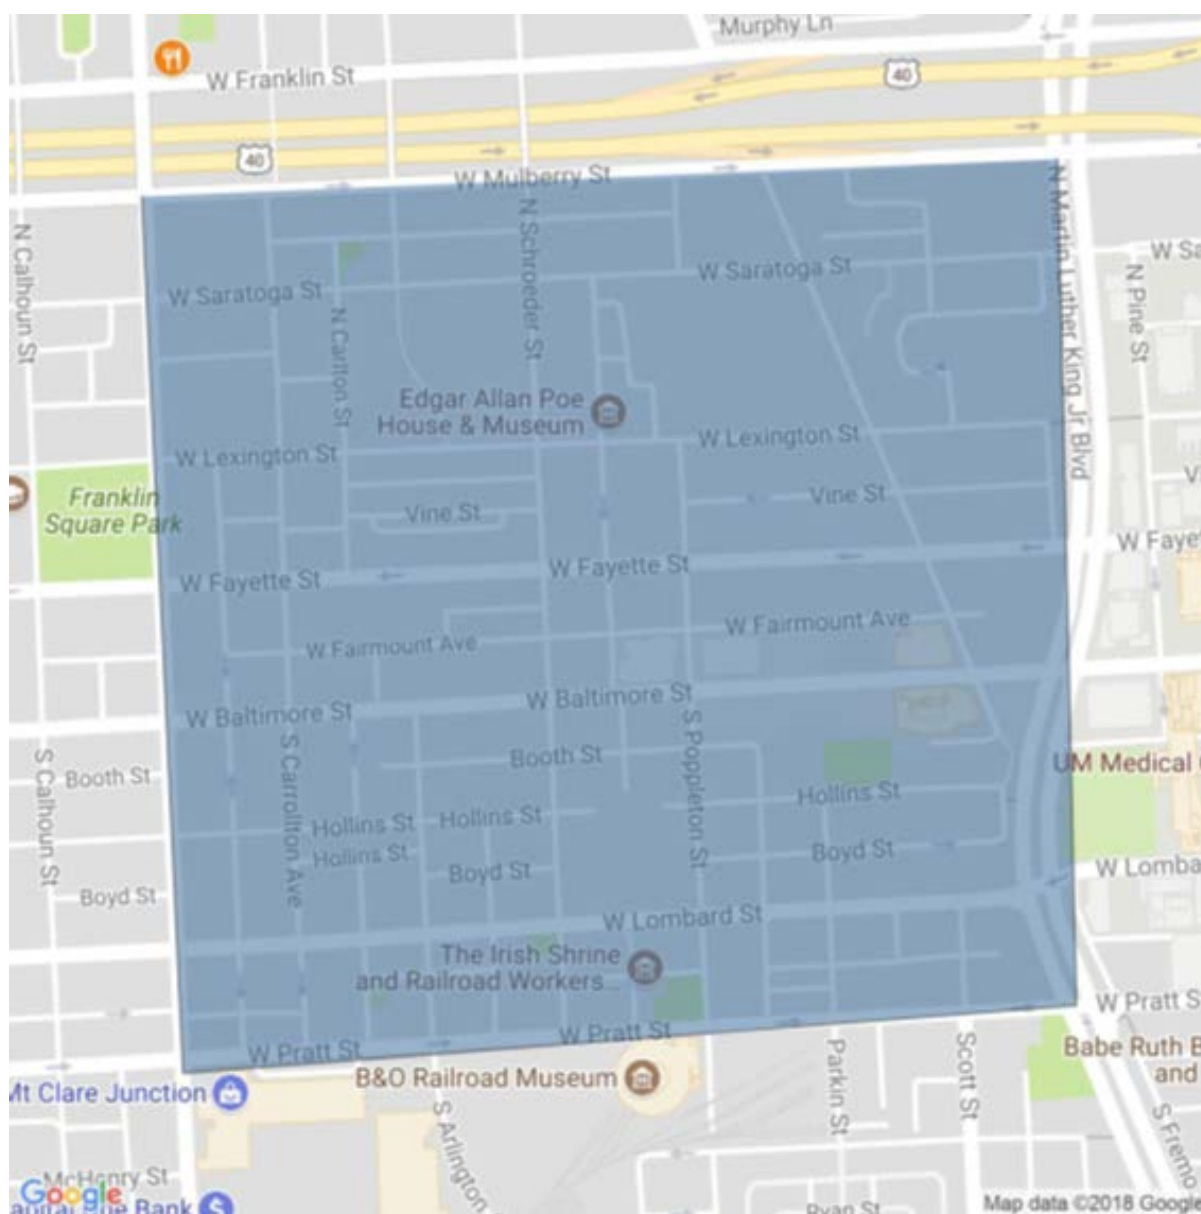 Murphy Ln
W Franklin St
40
40
W Mulberry St
N Calhoun St
N Schroeder St
N Martin Luther King Jr Blvd
W Sa
N Pine St
W Saratoga St
W Saratoga St
N Carlton St
Edgar Allan Poe
House & Museum
W Lexington St
W Lexington St
Franklin
Square Park
Vine St
Vine St
V
W Fayette St
W Fayette St
W Faye
W Fairmount Ave
W Fairmount Ave
W Baltimore St
W Baltimore St
S Calhoun St
Booth St
S Carrollton Ave
Booth St
S Poppleton St
UM Medical
Hollins St
Hollins St
Hollins St
Hollins St
Boyd St
Boyd St
Boyd St
W Lomba
W Lombard St
The Irish Shrine
and Railroad Workers...
W Pratt S
W Pratt St
W Pratt St
Mt Clare Junction
B&O Railroad Museum
S Arlington
Parkin St
Scott St
Babe Ruth B
and
S Fremo
McHenry St
Google
Bank
Ryan St
Map data ©2018 Google